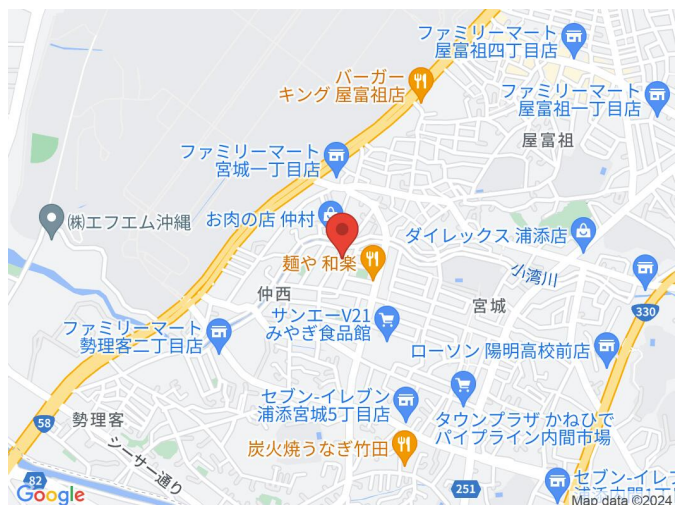 ファミリーマート
屋富祖四丁目店
バーガー
キング 屋富祖店
ファミリーマート
屋富祖一丁目店
屋富祖
ファミリーマート
宮城一丁目店
お肉の店 仲村
㈱エフエム沖縄
ダイレックス 浦添店
麺や 和楽
小湾川
仲西
宮城
330
サンエーV21
みやぎ食品館
ファミリーマート
勢理客二丁目店
ローソン 陽明高校前店
セブン-イレブン
浦添宮城5丁目店
タウンプラザ かねひで
パイプライン内間市場
58
勢理客
シーサー通り
炭火焼うなぎ竹田
82
251
セブン-イレブ
Google
Map data ©2024